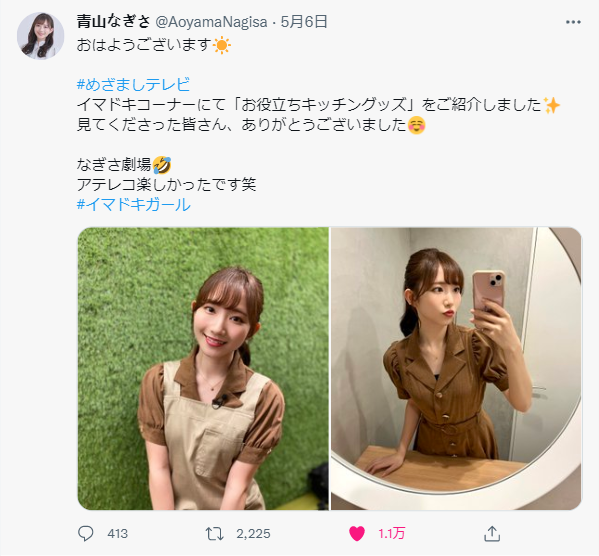 青山なぎさ @AoyamaNagisa · 5月6日
おはようございます☀️
#めざましテレビ
イマドキコーナーにて「お役立ちキッチングッズ」をご紹介しました✨
見てくださった皆さん、ありがとうございました☺️
なぎさ劇場🤣
アテレコ楽しかったです笑
#イマドキガール
413 2,225 1.1万